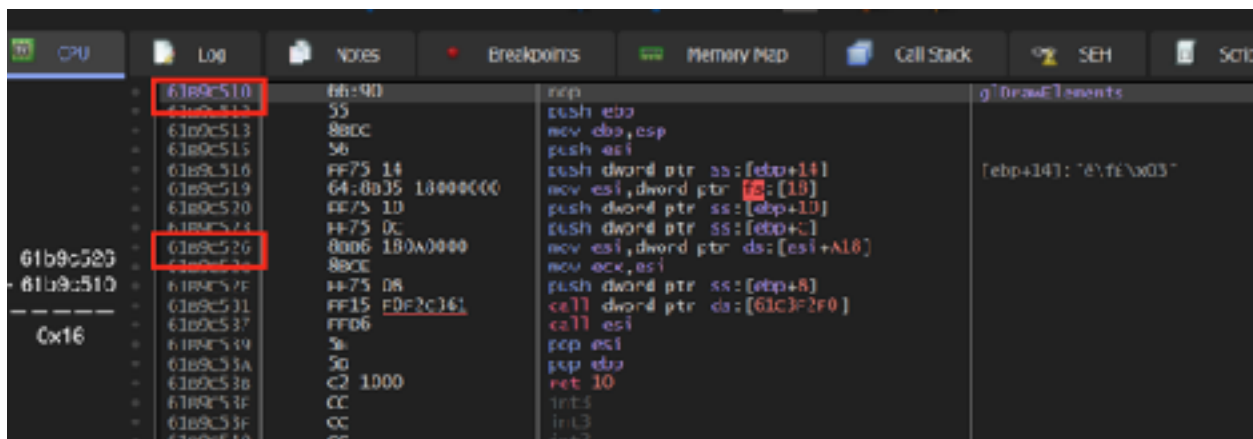 CPU Log Notes Breakpoints Memory Map Call Stack SEH
61B9C510 66:90 nop glDrawElements
55 push ebp
61B9C513 8BEC mov ebp,esp
61B9C515 56 push esi
61B9C516 FF75 14 push dword ptr ss:[ebp+14]
61B9C519 64:8B35 18000000 mov esi,dword ptr fs:[18]
61B9C520 FF75 10 push dword ptr ss:[ebp+10]
61B9C523 FF75 0C push dword ptr ss:[ebp+C]
61B9C526 8BB6 180A0000 mov esi,dword ptr ds:[esi+A18]
8BCE mov ecx,esi
61B9C52E FF75 08 push dword ptr ss:[ebp+8]
61B9C531 FF15 F0F2C361 call dword ptr ds:[61C3F2F0]
61B9C537 FFD6 call esi
61B9C539 5E pop esi
61B9C53A 5D pop ebp
61B9C53B C2 1000 ret 10
61B9C53E CC int3
61B9C53F CC int3
61b9c526
- 61b9c510
-----
0x16